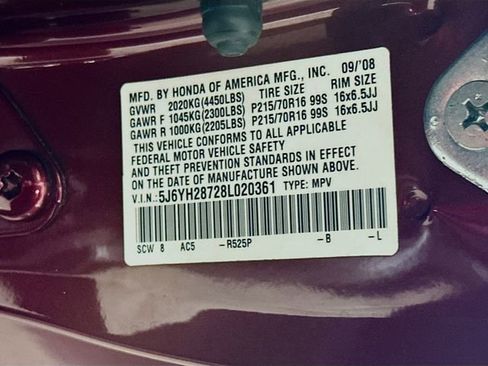 MFD. BY HONDA OF AMERICA MFG., INC. 09/'08
GVWR 2020KG(4450LBS) TIRE SIZE RIM SIZE
GAWR F 1045KG(2300LBS) P215/70R16 99S 16x6.5JJ
GAWR R 1000KG(2205LBS) P215/70R16 99S 16x6.5JJ
THIS VEHICLE CONFORMS TO ALL APPLICABLE
FEDERAL MOTOR VEHICLE SAFETY
AND THEFT PREVENTION STANDARDS IN EFFECT
ON THE DATE OF MANUFACTURE SHOWN ABOVE.
V.I.N.: 5J6YH28728L020361 TYPE: MPV
SCW 8 AC5 -R525P -B -L